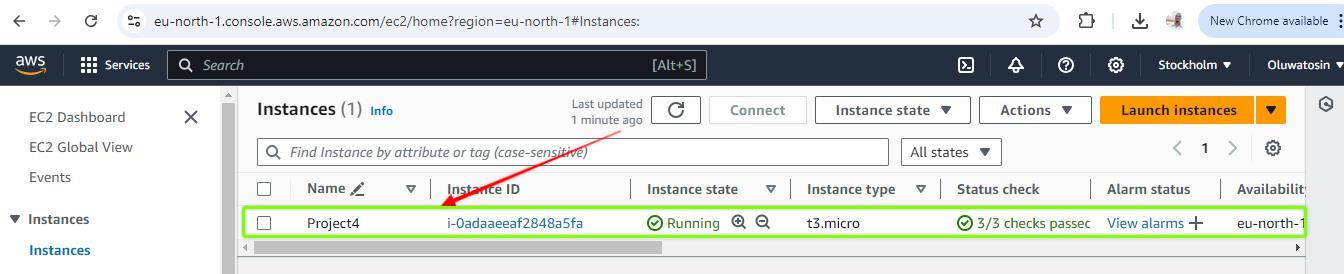 eu-north-1.console.aws.amazon.com/ec2/home?region=eu-north-1#Instances:
New Chrome available
aws
Services
Search
[Alt+S]
Stockholm
Oluwatosin
EC2 Dashboard
EC2 Global View
Events
Instances
Instances
Instances (1) Info
Last updated
1 minute ago
Connect
Instance state
Actions
Launch instances
Find Instance by attribute or tag (case-sensitive)
All states
1
Name Instance ID Instance state Instance type Status check Alarm status Availability
Project4 i-0adaaeeaf2848a5fa Running t3.micro 3/3 checks passec View alarms + eu-north-1